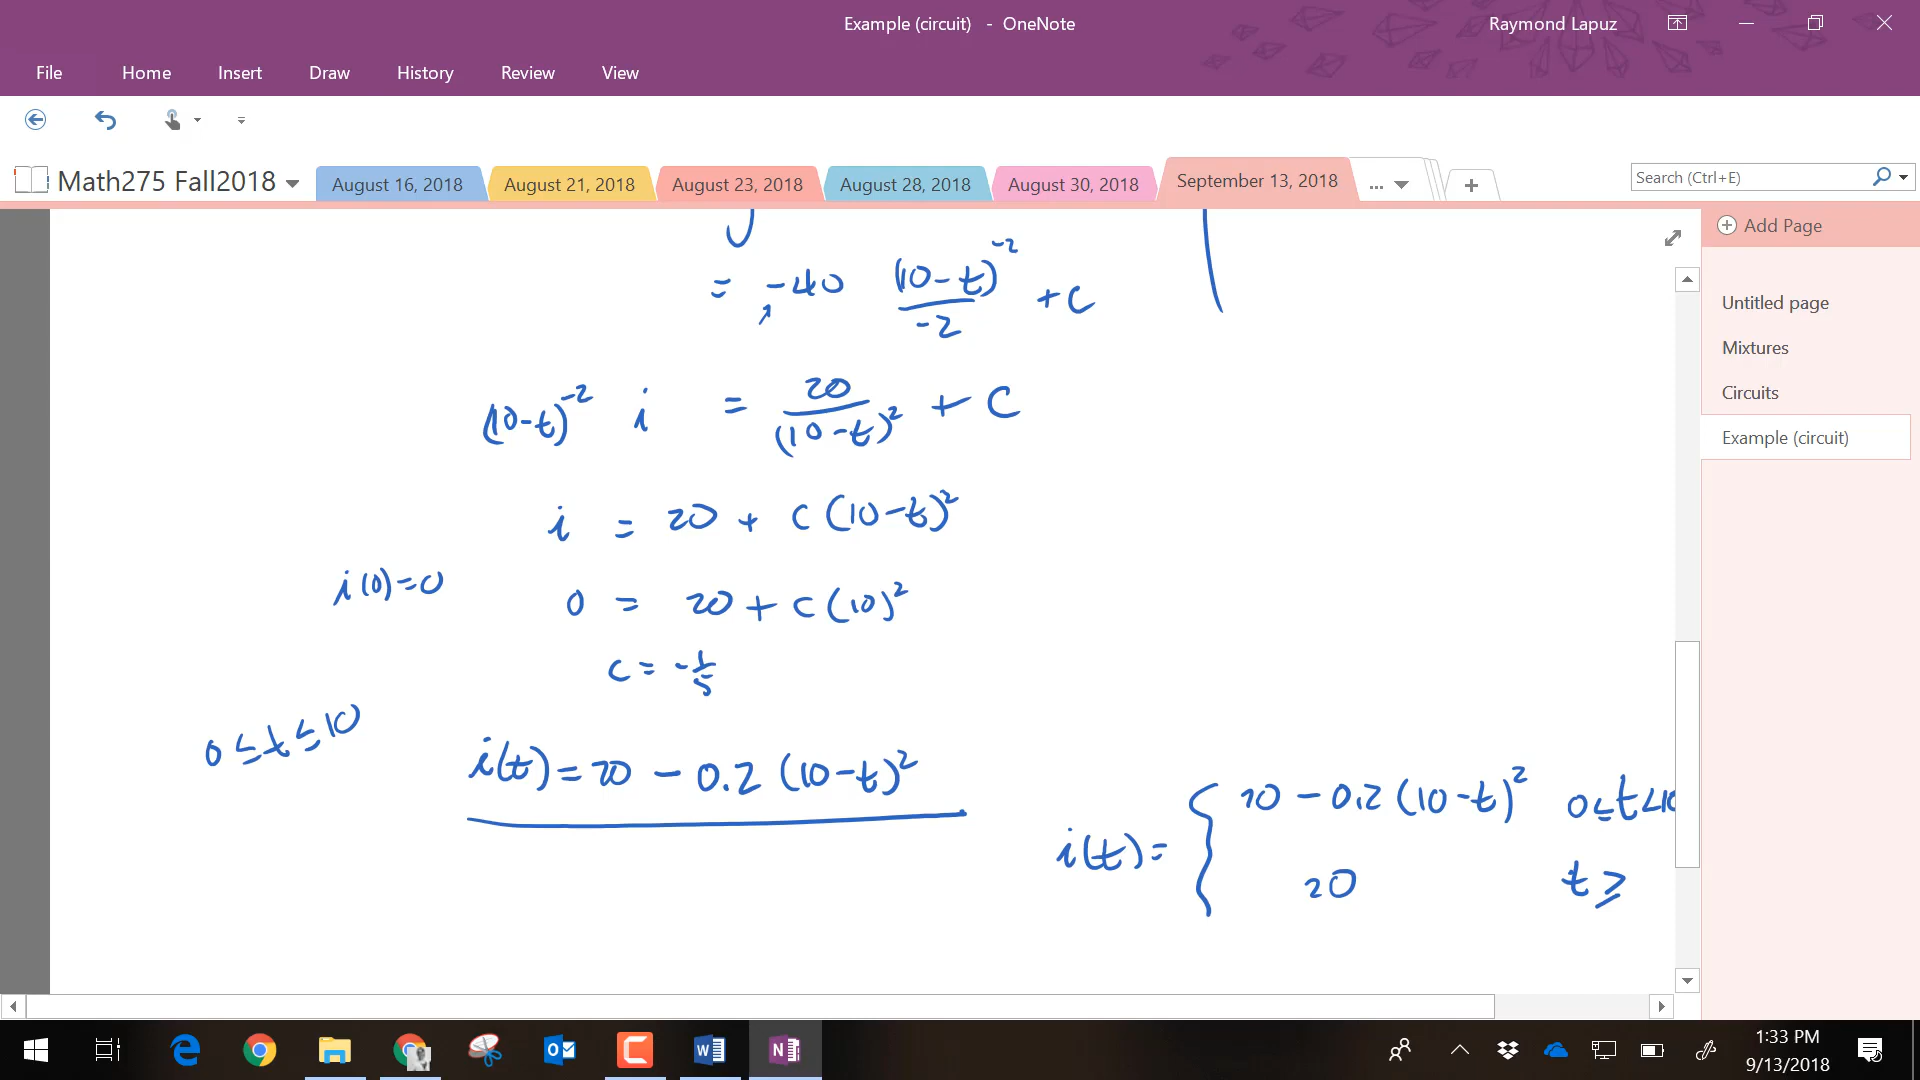 Example (circuit) - OneNote
Raymond Lapuz
File Home Insert Draw History Review View
Math275 Fall2018
August 16, 2018
August 21, 2018
August 23, 2018
August 28, 2018
August 30, 2018
September 13, 2018
...
Search (Ctrl+E)
Add Page
Untitled page
Mixtures
Circuits
Example (circuit)
= -40 (10-t)^-2 / -2 + C
(10-t)^-2 i = 20 / (10-t)^2 + C
i = 20 + C(10-t)^2
i(0)=0
0 = 20 + C(10)^2
C = -1/5
0 ≤ t ≤ 10
i(t) = 20 - 0.2 (10-t)^2
i(t) = { 20 - 0.2 (10-t)^2 0 ≤ t < 10
20 t ≥
1:33 PM
9/13/2018